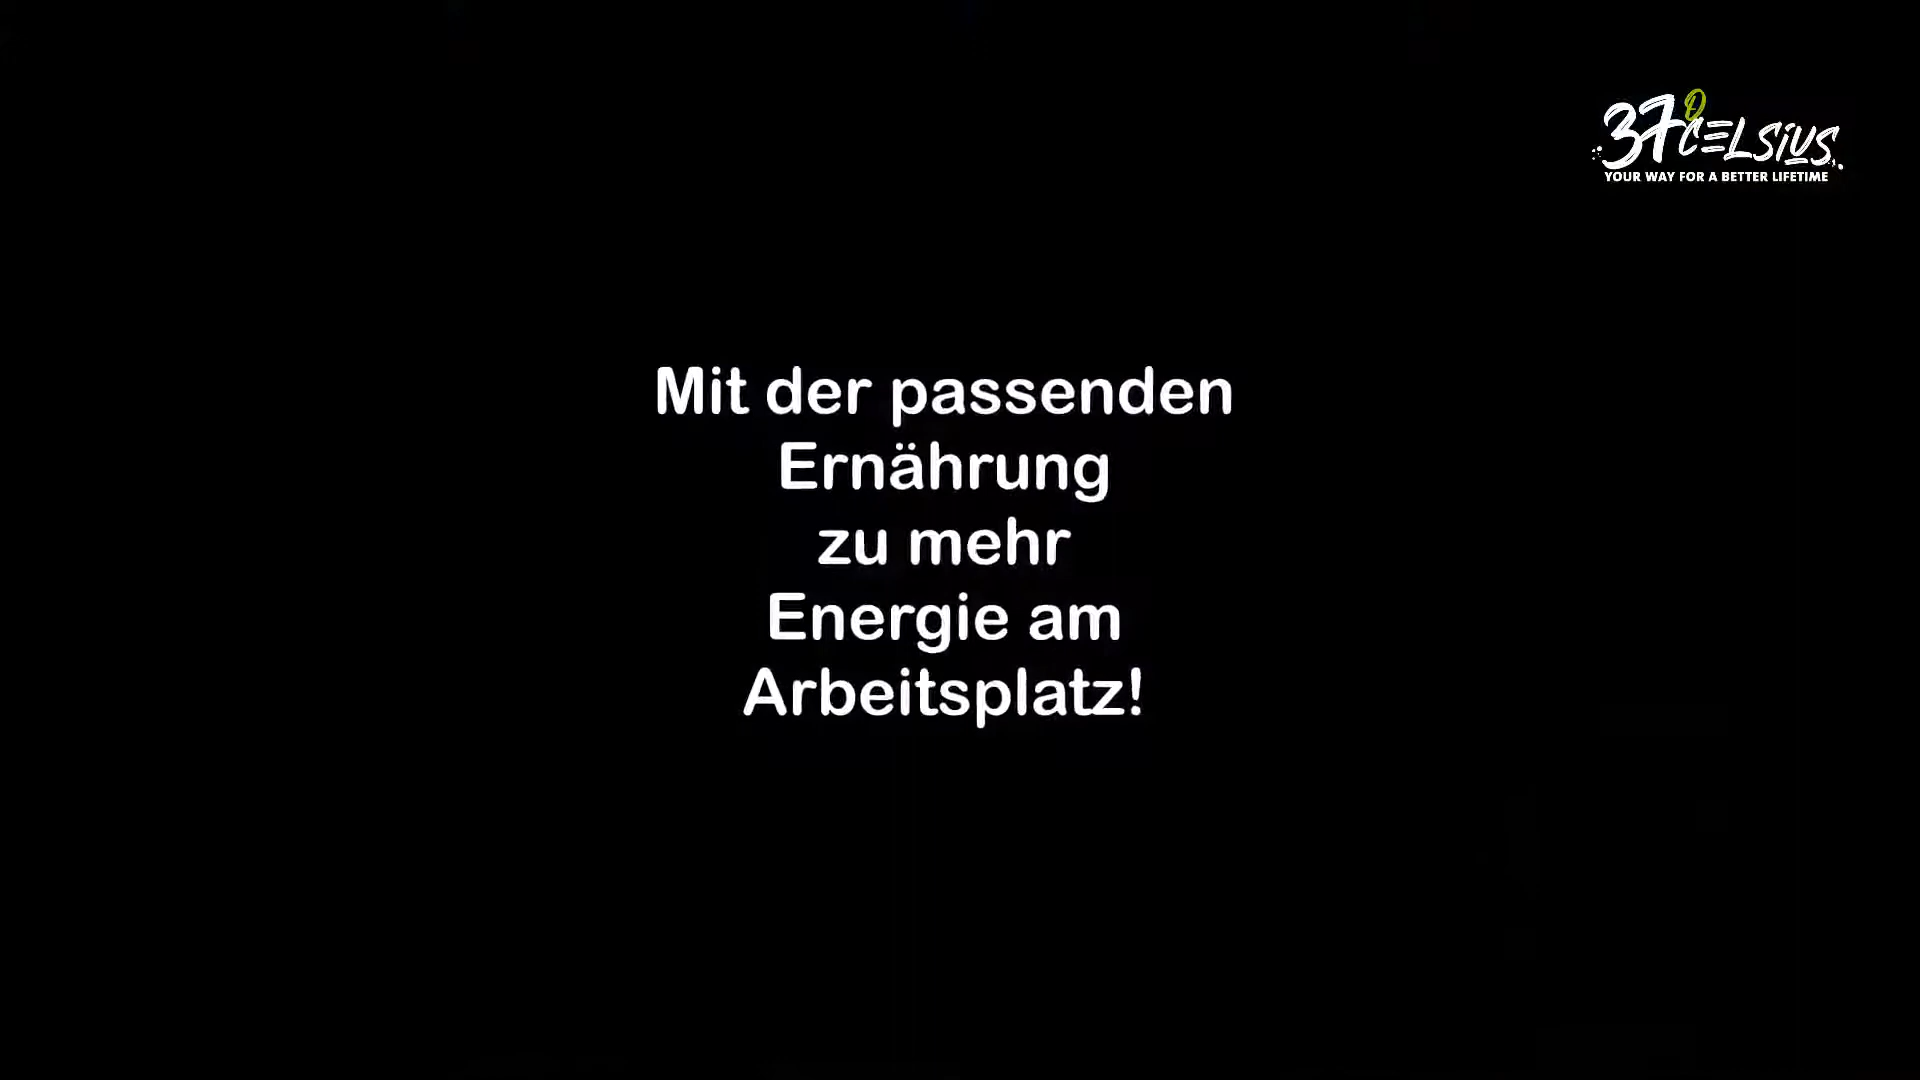 37°CELSIUS
YOUR WAY FOR A BETTER LIFETIME
Mit der passenden
Ernährung
zu mehr
Energie am
Arbeitsplatz!